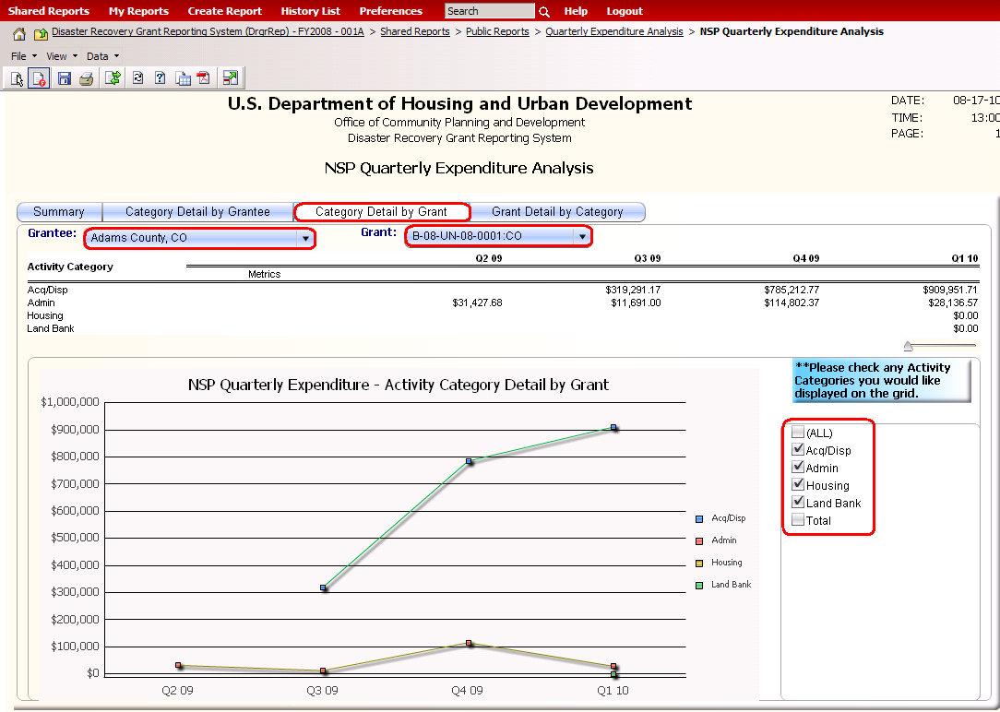 Shared Reports My Reports Create Report History List Preferences Search Help Logout
Disaster Recovery Grant Reporting System (DrgrRep) - FY2008 - 001A > Shared Reports > Public Reports > Quarterly Expenditure Analysis > NSP Quarterly Expenditure Analysis
File View Data
U.S. Department of Housing and Urban Development
Office of Community Planning and Development
Disaster Recovery Grant Reporting System
DATE: 08-17-10
TIME: 13:00
PAGE: 1
NSP Quarterly Expenditure Analysis
Summary Category Detail by Grantee Category Detail by Grant Grant Detail by Category
Grantee: Adams County, CO Grant: B-08-UN-08-0001:CO
Activity Category Q2 09 Q3 09 Q4 09 Q1 10
Metrics
Acq/Disp $319,291.17 $785,212.77 $909,951.71
Admin $31,427.68 $11,691.00 $114,802.37 $28,136.57
Housing $0.00
Land Bank $0.00
NSP Quarterly Expenditure - Activity Category Detail by Grant
$1,000,000
$900,000
$800,000
$700,000
$600,000
$500,000
$400,000
$300,000
$200,000
$100,000
$0
Q2 09 Q3 09 Q4 09 Q1 10
Acq/Disp
Admin
Housing
Land Bank
**Please check any Activity
Categories you would like
displayed on the grid.
(ALL)
Acq/Disp
Admin
Housing
Land Bank
Total